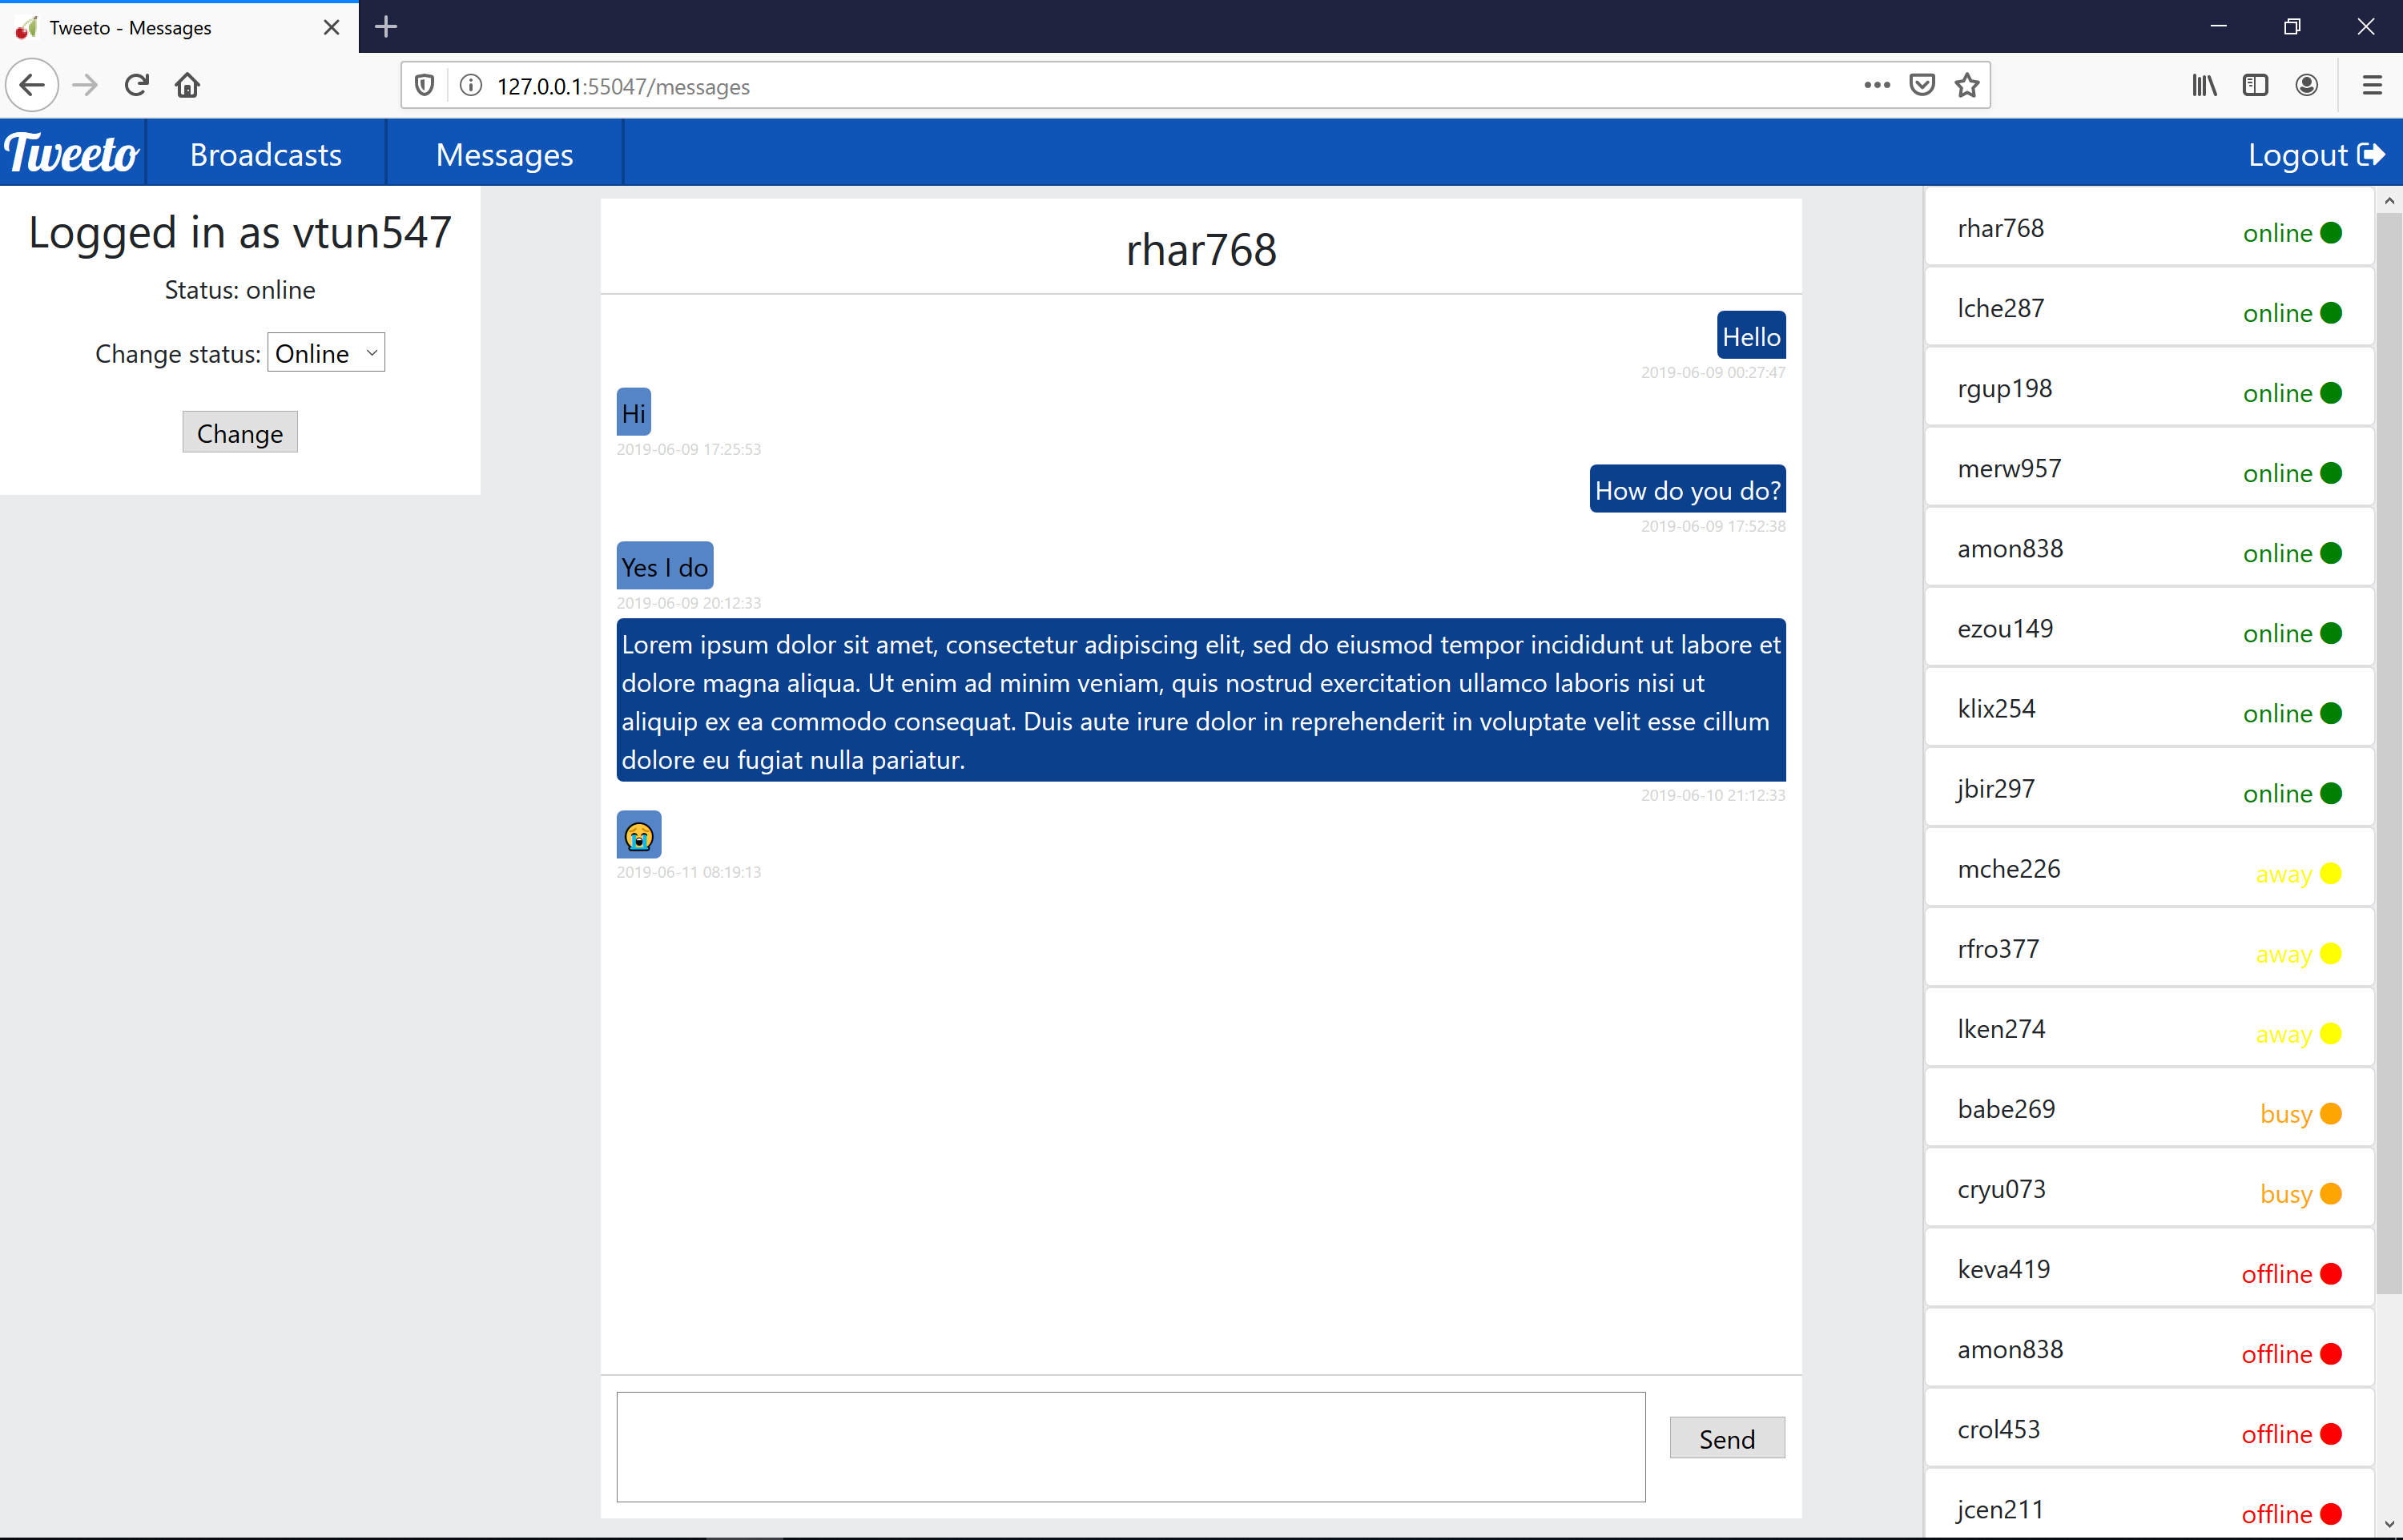 Tweeto - Messages
127.0.0.1:55047/messages
Tweeto
Broadcasts
Messages
Logout
Logged in as vtun547
Status: online
Change status: Online
Change
rhar768
Hello
2019-06-09 00:27:47
Hi
2019-06-09 17:25:53
How do you do?
2019-06-09 17:52:38
Yes I do
2019-06-09 20:12:33
Lorem ipsum dolor sit amet, consectetur adipiscing elit, sed do eiusmod tempor incididunt ut labore et
dolore magna aliqua. Ut enim ad minim veniam, quis nostrud exercitation ullamco laboris nisi ut
aliquip ex ea commodo consequat. Duis aute irure dolor in reprehenderit in voluptate velit esse cillum
dolore eu fugiat nulla pariatur.
2019-06-10 21:12:33
😭
2019-06-11 08:19:13
Send
rhar768 online
lche287 online
rgup198 online
merw957 online
amon838 online
ezou149 online
klix254 online
jbir297 online
mche226 away
rfro377 away
lken274 away
babe269 busy
cryu073 busy
keva419 offline
amon838 offline
crol453 offline
jcen211 offline